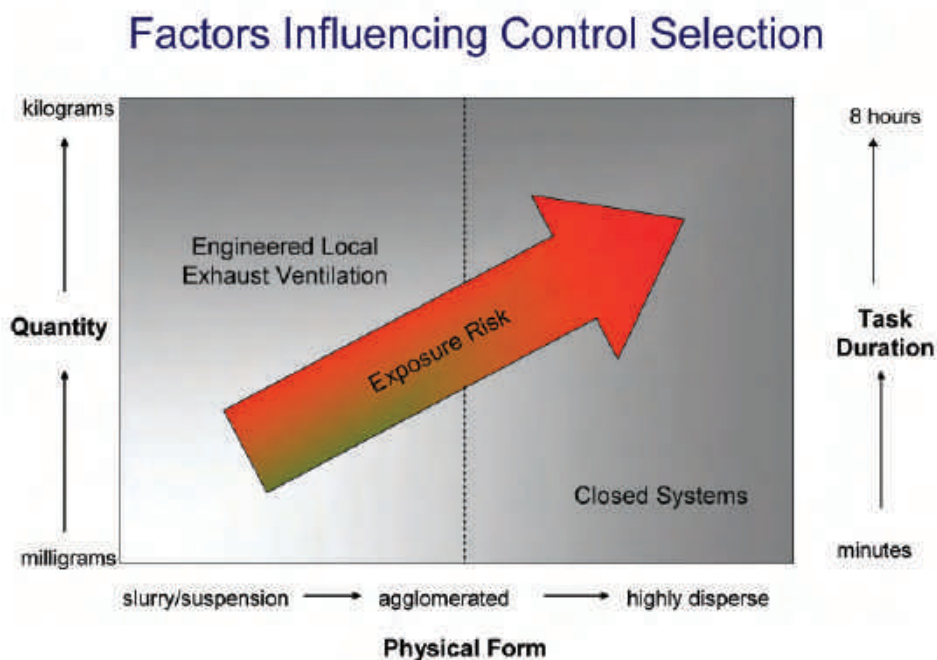 Factors Influencing Control Selection
kilograms
8 hours
Engineered Local
Exhaust Ventilation
Quantity
Exposure Risk
Task
Duration
Closed Systems
milligrams
minutes
slurry/suspension
agglomerated
highly disperse
Physical Form